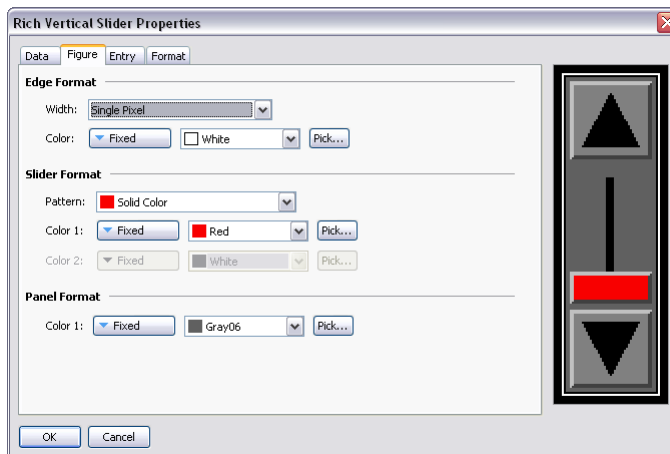 Rich Vertical Slider Properties
Data Figure Entry Format
Edge Format
Width: Single Pixel
Color: Fixed White Pick...
Slider Format
Pattern: Solid Color
Color 1: Fixed Red Pick...
Color 2: Fixed White Pick...
Panel Format
Color 1: Fixed Gray06 Pick...
OK Cancel